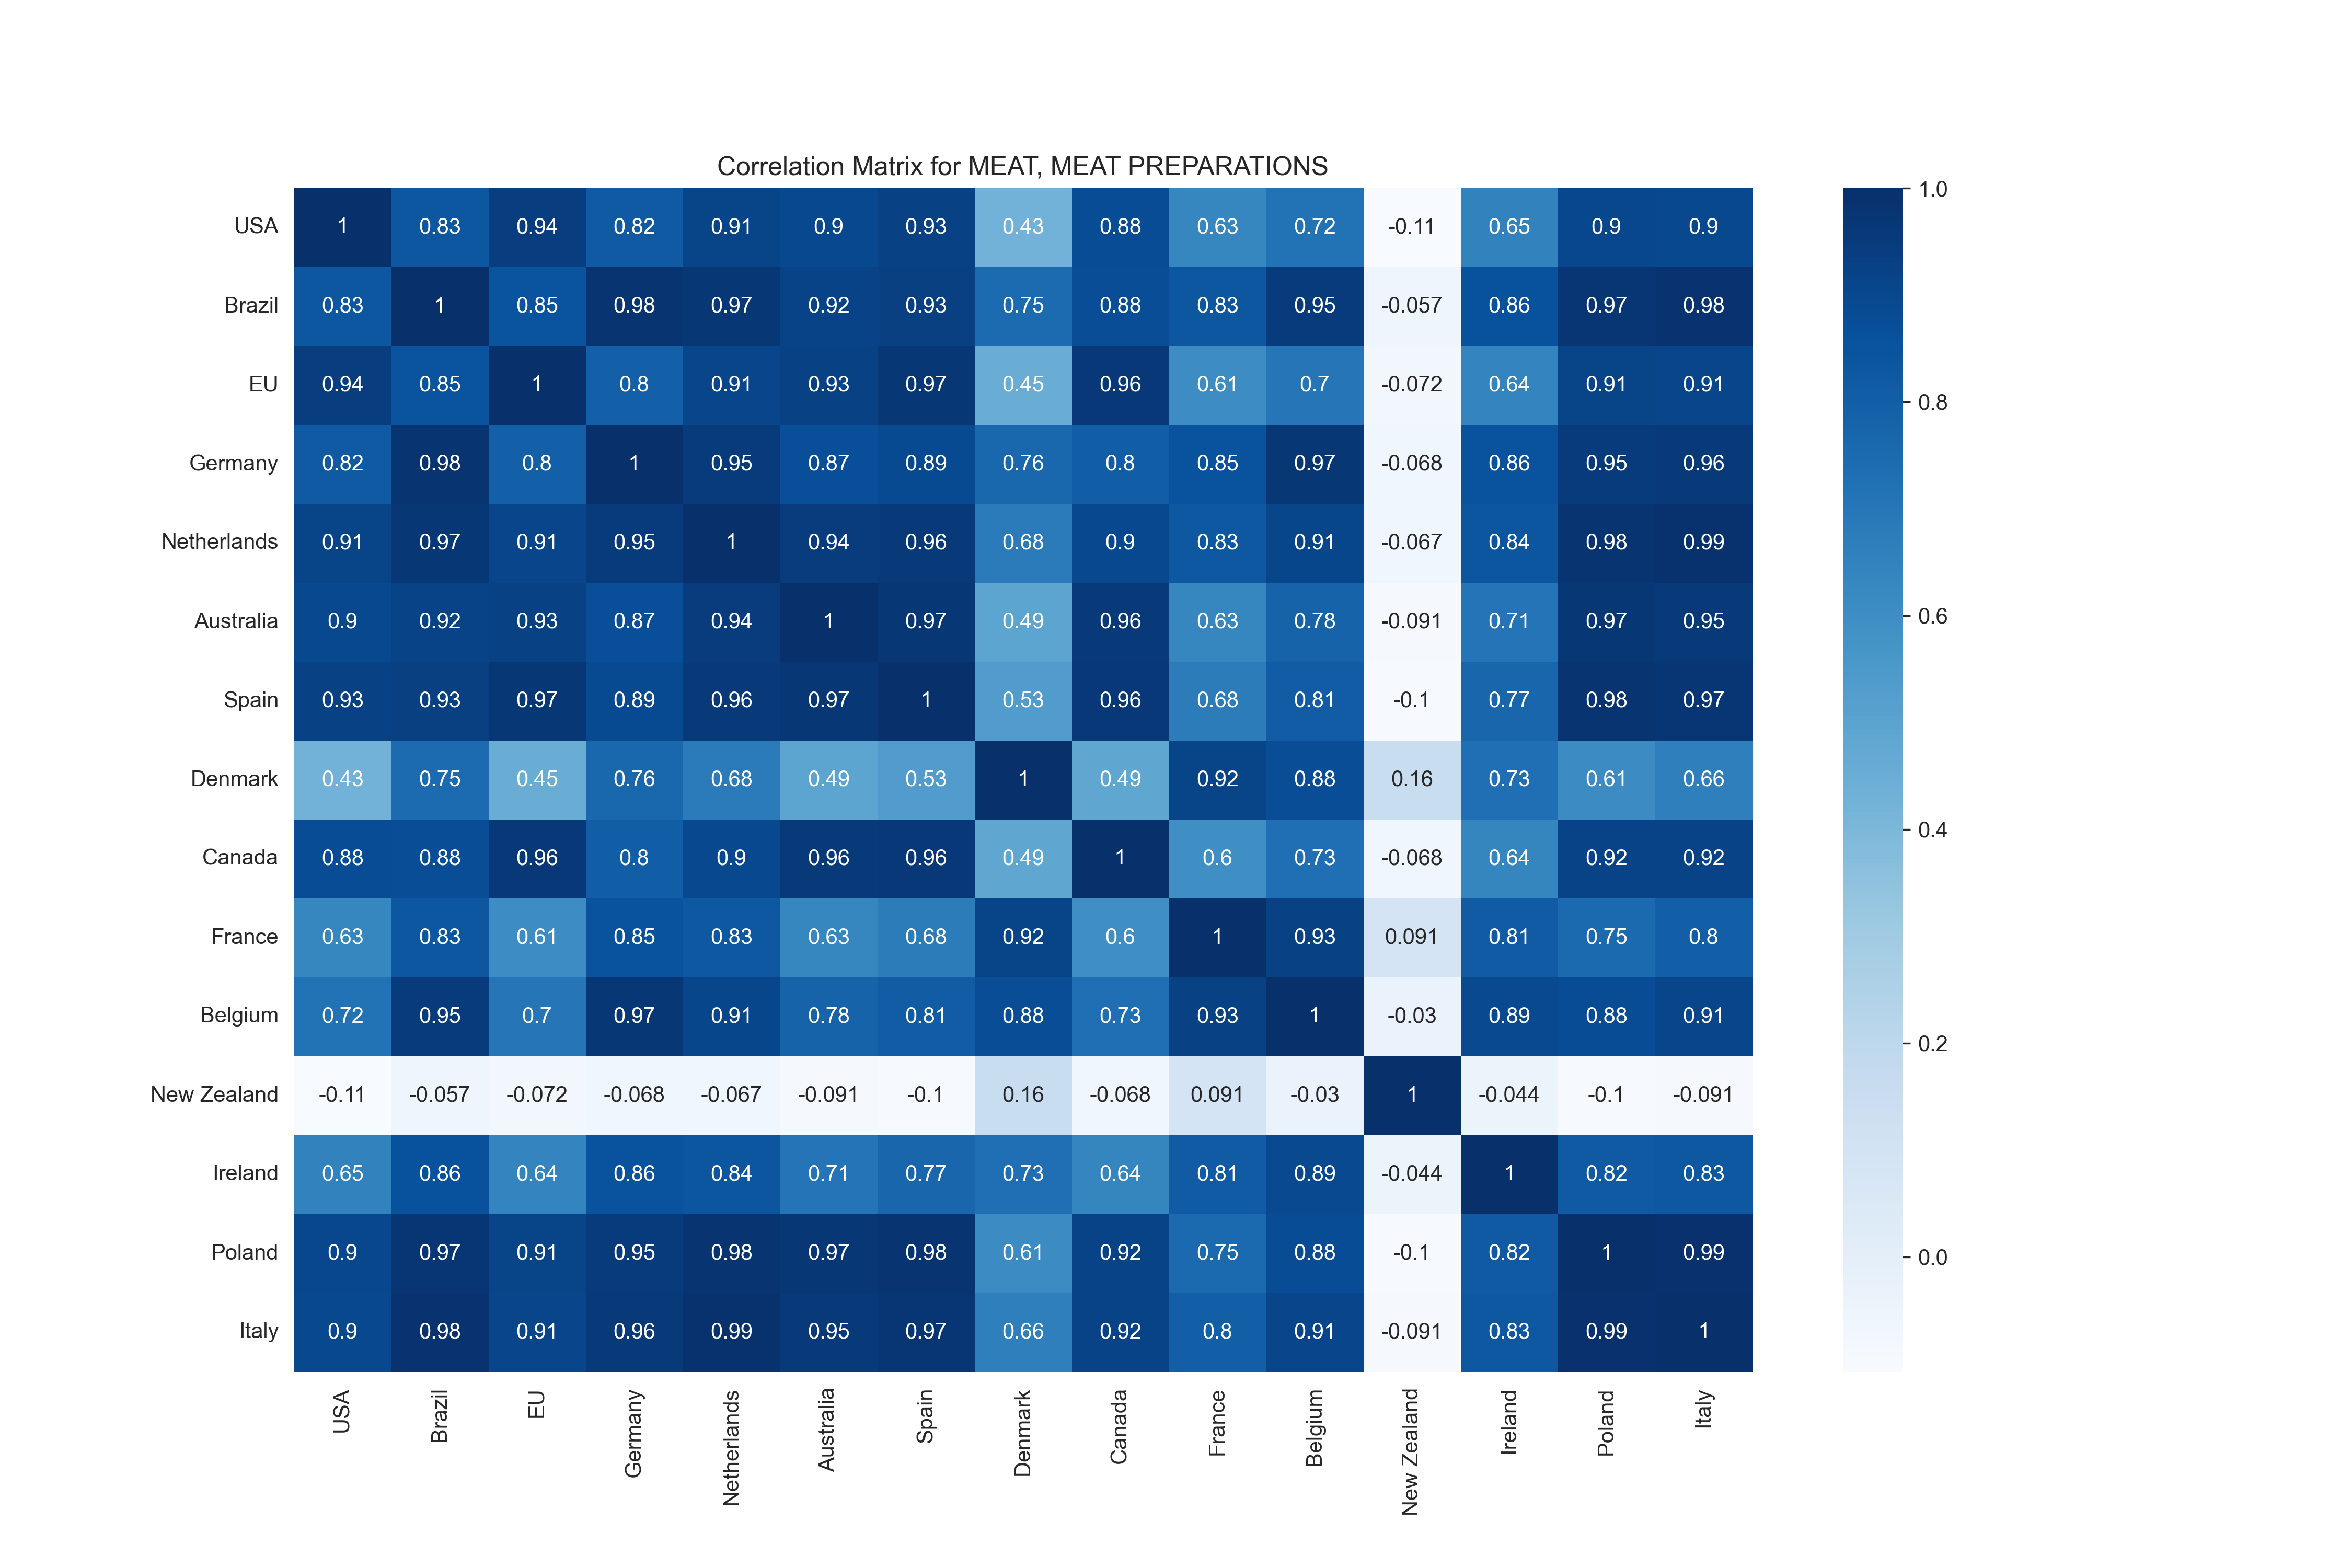 Correlation Matrix for MEAT, MEAT PREPARATIONS
USA 1 0.83 0.94 0.82 0.91 0.9 0.93 0.43 0.88 0.63 0.72 -0.11 0.65 0.9 0.9
Brazil 0.83 1 0.85 0.98 0.97 0.92 0.93 0.75 0.88 0.83 0.95 -0.057 0.86 0.97 0.98
EU 0.94 0.85 1 0.8 0.91 0.93 0.97 0.45 0.96 0.61 0.7 -0.072 0.64 0.91 0.91
Germany 0.82 0.98 0.8 1 0.95 0.87 0.89 0.76 0.8 0.85 0.97 -0.068 0.86 0.95 0.96
Netherlands 0.91 0.97 0.91 0.95 1 0.94 0.96 0.68 0.9 0.83 0.91 -0.067 0.84 0.98 0.99
Australia 0.9 0.92 0.93 0.87 0.94 1 0.97 0.49 0.96 0.63 0.78 -0.091 0.71 0.97 0.95
Spain 0.93 0.93 0.97 0.89 0.96 0.97 1 0.53 0.96 0.68 0.81 -0.1 0.77 0.98 0.97
Denmark 0.43 0.75 0.45 0.76 0.68 0.49 0.53 1 0.49 0.92 0.88 0.16 0.73 0.61 0.66
Canada 0.88 0.88 0.96 0.8 0.9 0.96 0.96 0.49 1 0.6 0.73 -0.068 0.64 0.92 0.92
France 0.63 0.83 0.61 0.85 0.83 0.63 0.68 0.92 0.6 1 0.93 0.091 0.81 0.75 0.8
Belgium 0.72 0.95 0.7 0.97 0.91 0.78 0.81 0.88 0.73 0.93 1 -0.03 0.89 0.88 0.91
New Zealand -0.11 -0.057 -0.072 -0.068 -0.067 -0.091 -0.1 0.16 -0.068 0.091 -0.03 1 -0.044 -0.1 -0.091
Ireland 0.65 0.86 0.64 0.86 0.84 0.71 0.77 0.73 0.64 0.81 0.89 -0.044 1 0.82 0.83
Poland 0.9 0.97 0.91 0.95 0.98 0.97 0.98 0.61 0.92 0.75 0.88 -0.1 0.82 1 0.99
Italy 0.9 0.98 0.91 0.96 0.99 0.95 0.97 0.66 0.92 0.8 0.91 -0.091 0.83 0.99 1
USA Brazil EU Germany Netherlands Australia Spain Denmark Canada France Belgium New Zealand Ireland Poland Italy
1.0
0.8
0.6
0.4
0.2
0.0